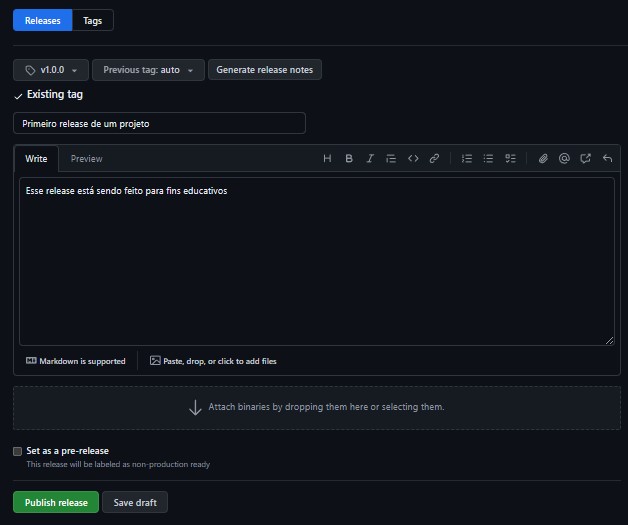 Releases Tags
v1.0.0 Previous tag: auto Generate release notes
Existing tag
Primeiro release de um projeto
Write Preview
Esse release está sendo feito para fins educativos
Markdown is supported Paste, drop, or click to add files
Attach binaries by dropping them here or selecting them.
Set as a pre-release
This release will be labeled as non-production ready
Publish release Save draft